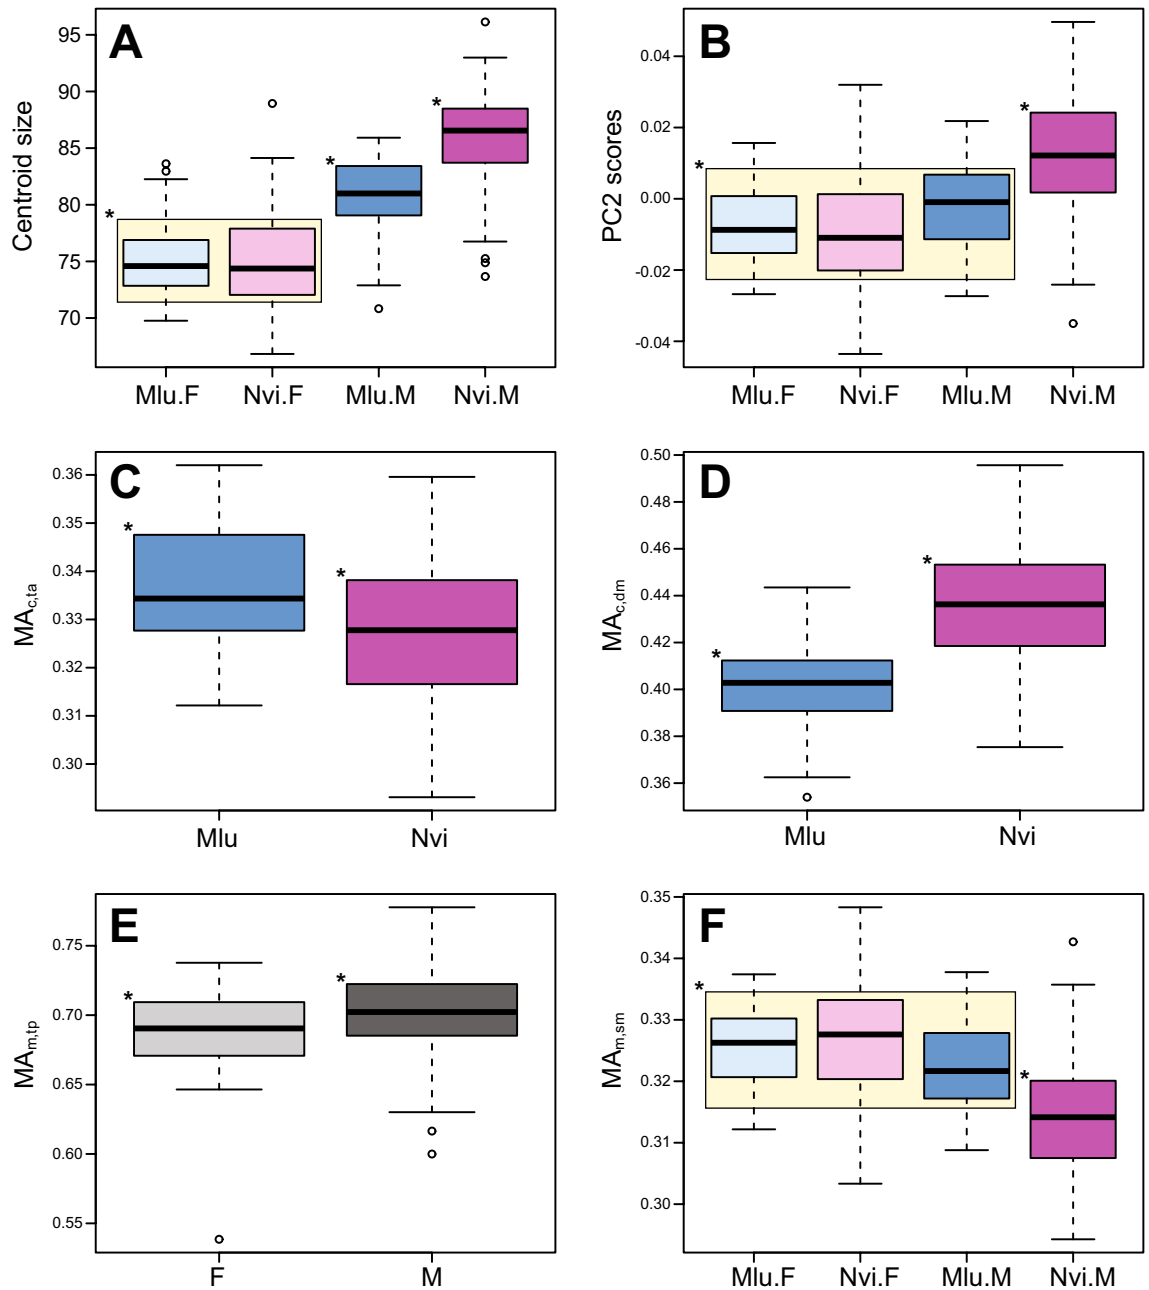 A
Centroid size
95
90
85
80
75
70
* * * *
Mlu.F Nvi.F Mlu.M Nvi.M
B
PC2 scores
0.04
0.02
0.00
-0.02
-0.04
* *
Mlu.F Nvi.F Mlu.M Nvi.M
C
MAc,ta
0.36
0.35
0.34
0.33
0.32
0.31
0.30
* *
Mlu Nvi
D
MAc,dm
0.50
0.48
0.46
0.44
0.42
0.40
0.38
0.36
* *
Mlu Nvi
E
MAm,tp
0.75
0.70
0.65
0.60
0.55
* *
F M
F
MAm,sm
0.35
0.34
0.33
0.32
0.31
0.30
* *
Mlu.F Nvi.F Mlu.M Nvi.M